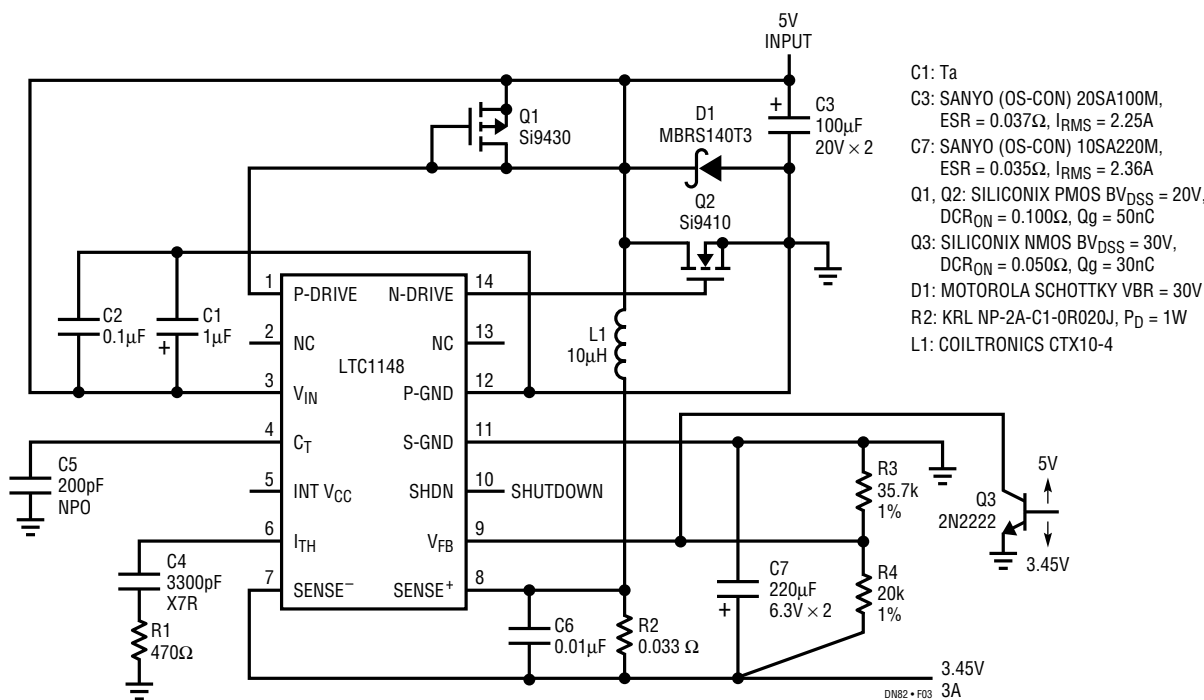 5V
INPUT
Q1
Si9430
D1
MBRS140T3
+
C3
100μF
20V × 2
Q2
Si9410
C1: Ta
C3: SANYO (OS-CON) 20SA100M,
ESR = 0.037Ω, IRMS = 2.25A
C7: SANYO (OS-CON) 10SA220M,
ESR = 0.035Ω, IRMS = 2.36A
Q1, Q2: SILICONIX PMOS BVDSS = 20V,
DCRON = 0.100Ω, Qg = 50nC
Q3: SILICONIX NMOS BVDSS = 30V,
DCRON = 0.050Ω, Qg = 30nC
D1: MOTOROLA SCHOTTKY VBR = 30V
R2: KRL NP-2A-C1-0R020J, PD = 1W
L1: COILTRONICS CTX10-4
C2
0.1μF
C1
1μF
+
1
P-DRIVE
N-DRIVE
14
2
NC
NC
13
LTC1148
3
VIN
P-GND
12
4
CT
S-GND
11
5
INT VCC
SHDN
10
SHUTDOWN
6
ITH
VFB
9
7
SENSE−
SENSE+
8
L1
10μH
C5
200pF
NPO
C4
3300pF
X7R
R1
470Ω
C6
0.01μF
R2
0.033 Ω
C7
220μF
6.3V × 2
+
R3
35.7k
1%
R4
20k
1%
Q3
2N2222
5V
3.45V
3.45V
3A
DN82 • F03